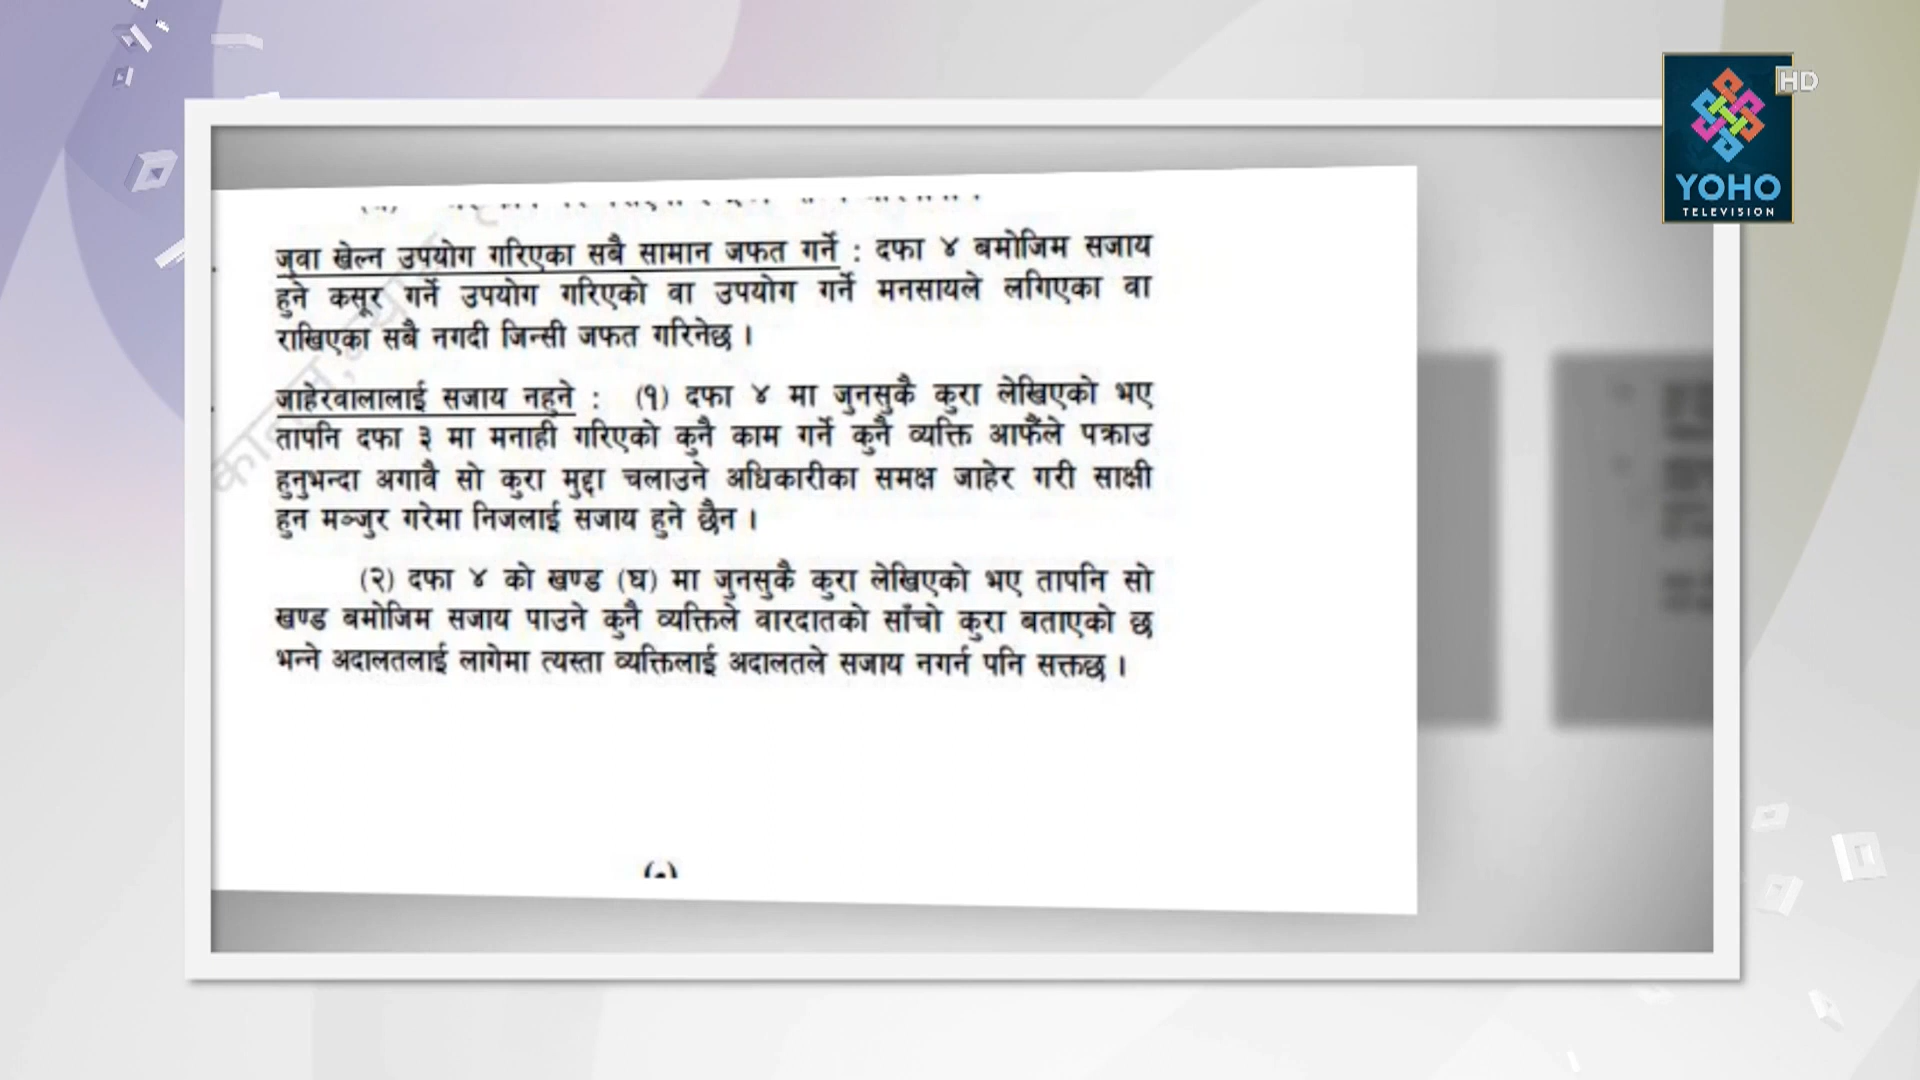 HD
YOHO
TELEVISION
जुवा खेल्न उपयोग गरिएका सबै सामान जफत गर्ने : दफा ४ बमोजिम सजाय
हुने कसूर गर्ने उपयोग गरिएको वा उपयोग गर्ने मनसायले लगिएका वा
राखिएका सबै नगदी जिन्सी जफत गरिनेछ ।
जाहेरवालालाई सजाय नहुने : (१) दफा ४ मा जुनसुकै कुरा लेखिएको भए
तापनि दफा ३ मा मनाही गरिएको कुनै काम गर्ने कुनै व्यक्ति आफैंले पक्राउ
हुनुभन्दा अगावै सो कुरा मुद्दा चलाउने अधिकारीका समक्ष जाहेर गरी साक्षी
हुन मञ्जुर गरेमा निजलाई सजाय हुने छैन ।
(२) दफा ४ को खण्ड (घ) मा जुनसुकै कुरा लेखिएको भए तापनि सो
खण्ड बमोजिम सजाय पाउने कुनै व्यक्तिले वारदातको साँचो कुरा बताएको छ
भन्ने अदालतलाई लागेमा त्यस्ता व्यक्तिलाई अदालतले सजाय नगर्न पनि सक्तछ ।